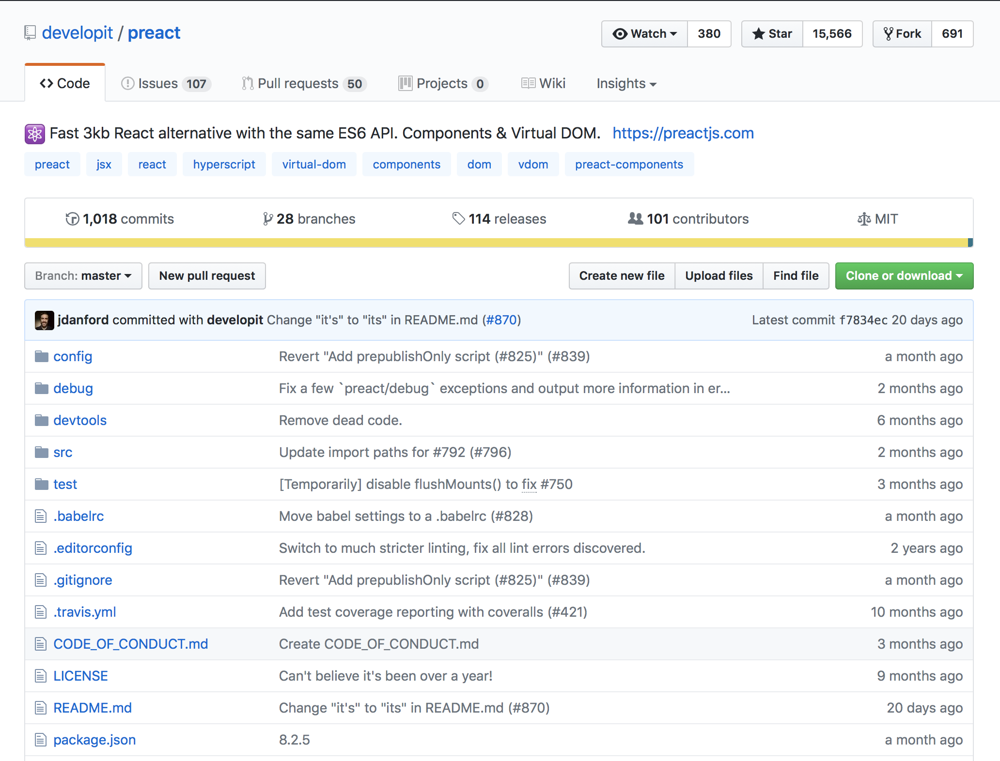 developit / preact
Watch 380 Star 15,566 Fork 691
Code Issues 107 Pull requests 50 Projects 0 Wiki Insights
Fast 3kb React alternative with the same ES6 API. Components & Virtual DOM. https://preactjs.com
preact jsx react hyperscript virtual-dom components dom vdom preact-components
1,018 commits 28 branches 114 releases 101 contributors MIT
Branch: master New pull request Create new file Upload files Find file Clone or download
jdanford committed with developit Change "it's" to "its" in README.md (#870) Latest commit f7834ec 20 days ago
config Revert "Add prepublishOnly script (#825)" (#839) a month ago
debug Fix a few `preact/debug` exceptions and output more information in er... 2 months ago
devtools Remove dead code. 6 months ago
src Update import paths for #792 (#796) 2 months ago
test [Temporarily] disable flushMounts() to fix #750 3 months ago
.babelrc Move babel settings to a .babelrc (#828) a month ago
.editorconfig Switch to much stricter linting, fix all lint errors discovered. 2 years ago
.gitignore Revert "Add prepublishOnly script (#825)" (#839) a month ago
.travis.yml Add test coverage reporting with coveralls (#421) 10 months ago
CODE_OF_CONDUCT.md Create CODE_OF_CONDUCT.md 3 months ago
LICENSE Can't believe it's been over a year! 9 months ago
README.md Change "it's" to "its" in README.md (#870) 20 days ago
package.json 8.2.5 a month ago